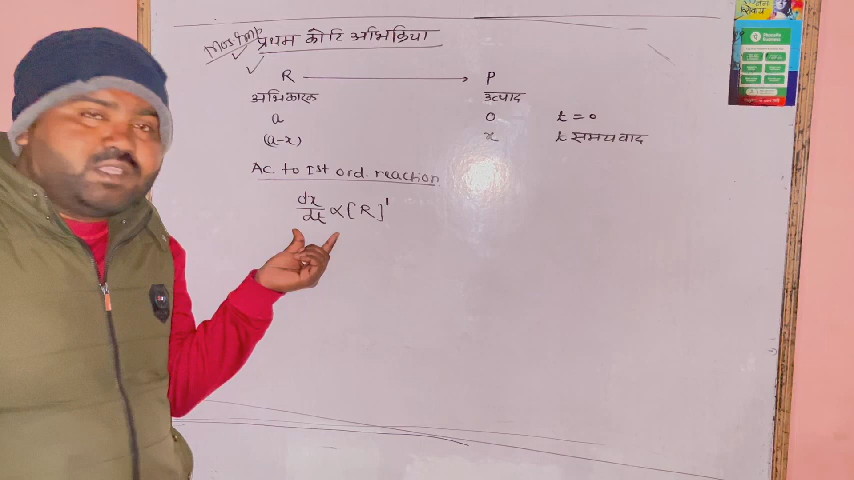 Most Imp प्रथम कोटि अभिक्रिया
R ⟶ P
अभिकारक उत्पाद
a 0 t = 0
(a-x) x t समय वाद
Ac. to Ist ord. reaction
dx/dt ∝ [R]¹